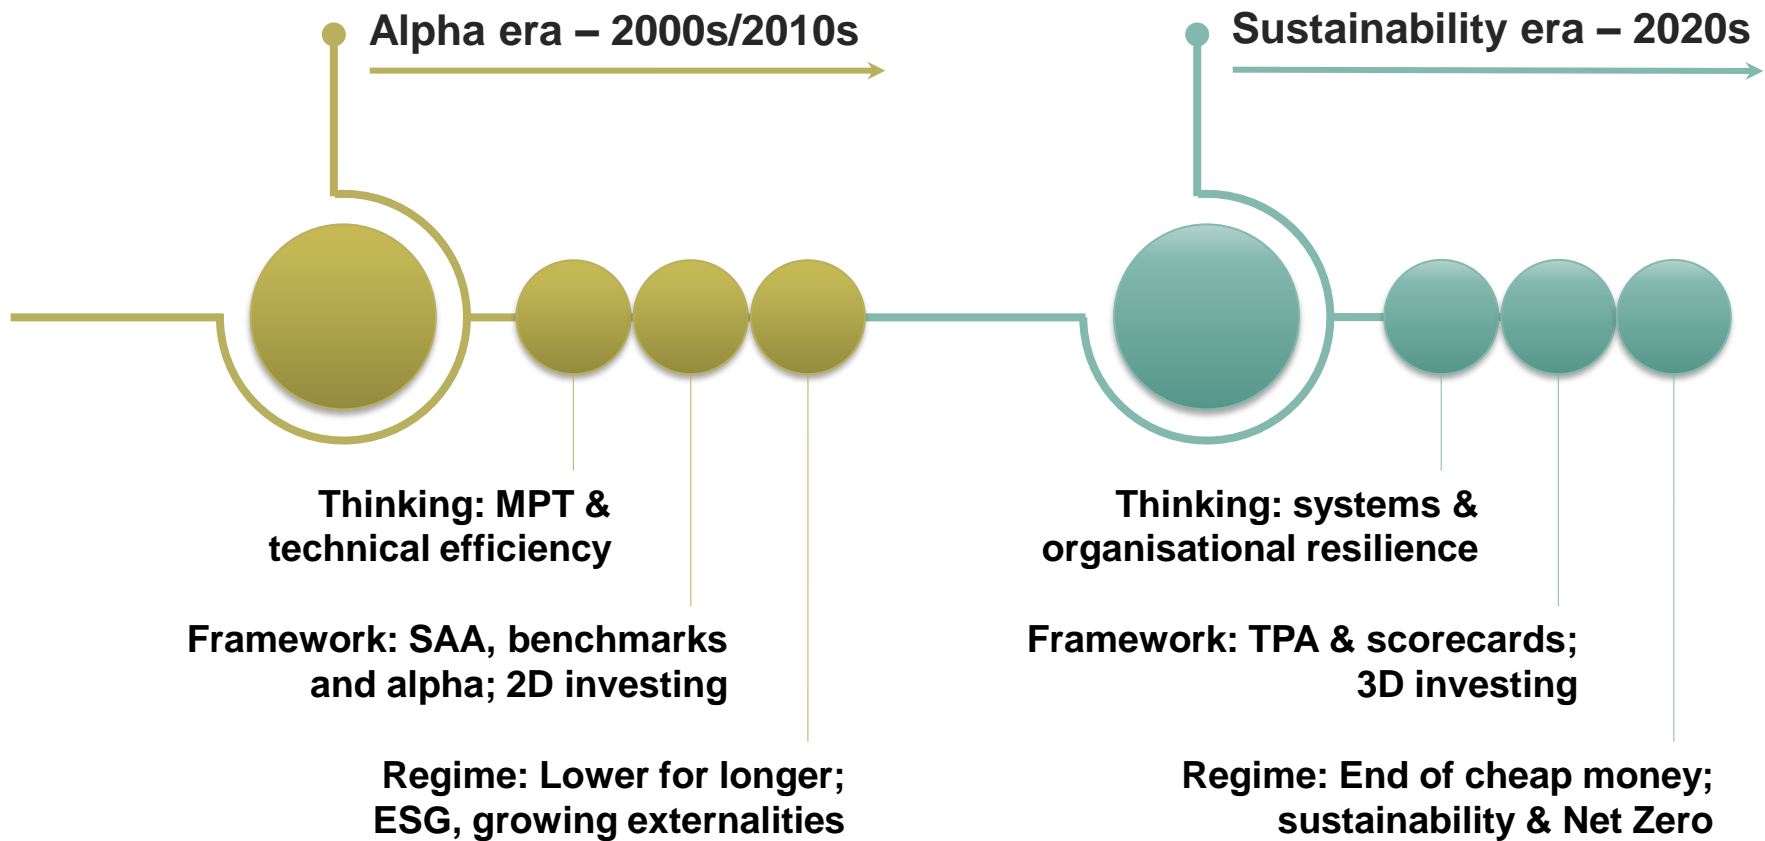 Alpha era – 2000s/2010s
Sustainability era – 2020s
Thinking: MPT &
technical efficiency
Framework: SAA, benchmarks
and alpha; 2D investing
Regime: Lower for longer;
ESG, growing externalities
Thinking: systems &
organisational resilience
Framework: TPA & scorecards;
3D investing
Regime: End of cheap money;
sustainability & Net Zero